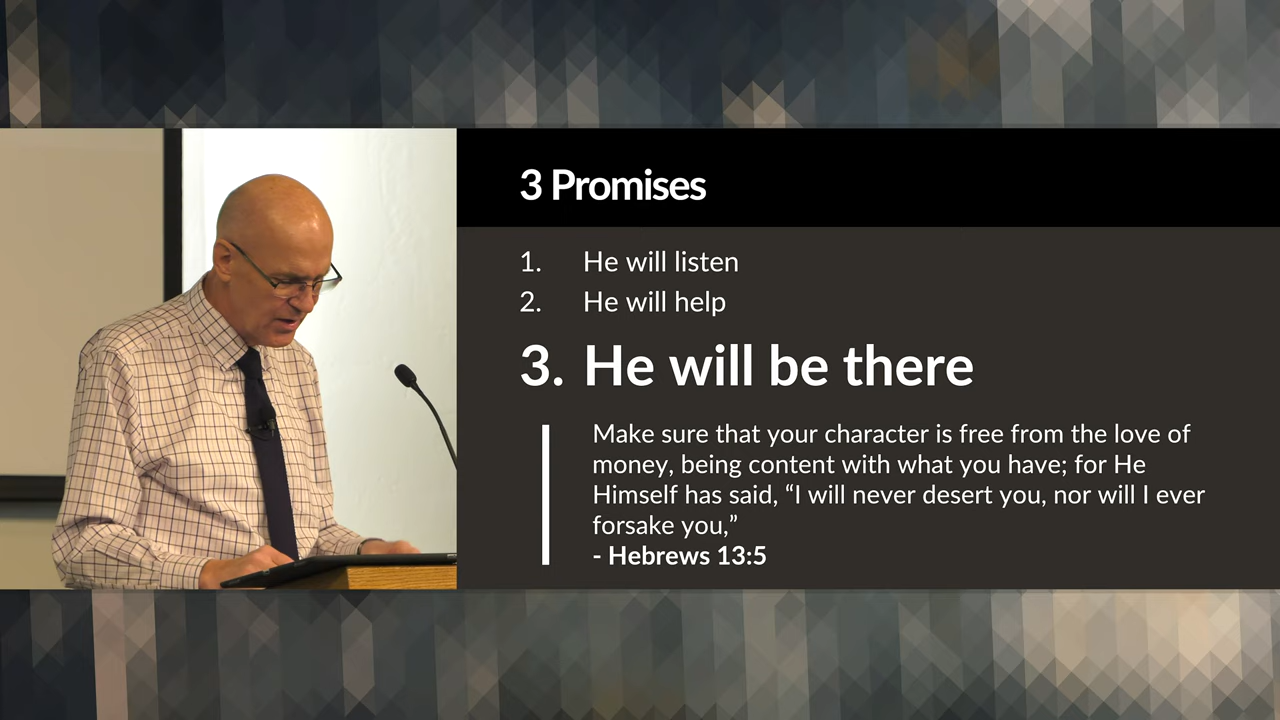 3 Promises
1. He will listen
2. He will help
3. He will be there
Make sure that your character is free from the love of
money, being content with what you have; for He
Himself has said, “I will never desert you, nor will I ever
forsake you,”
- Hebrews 13:5